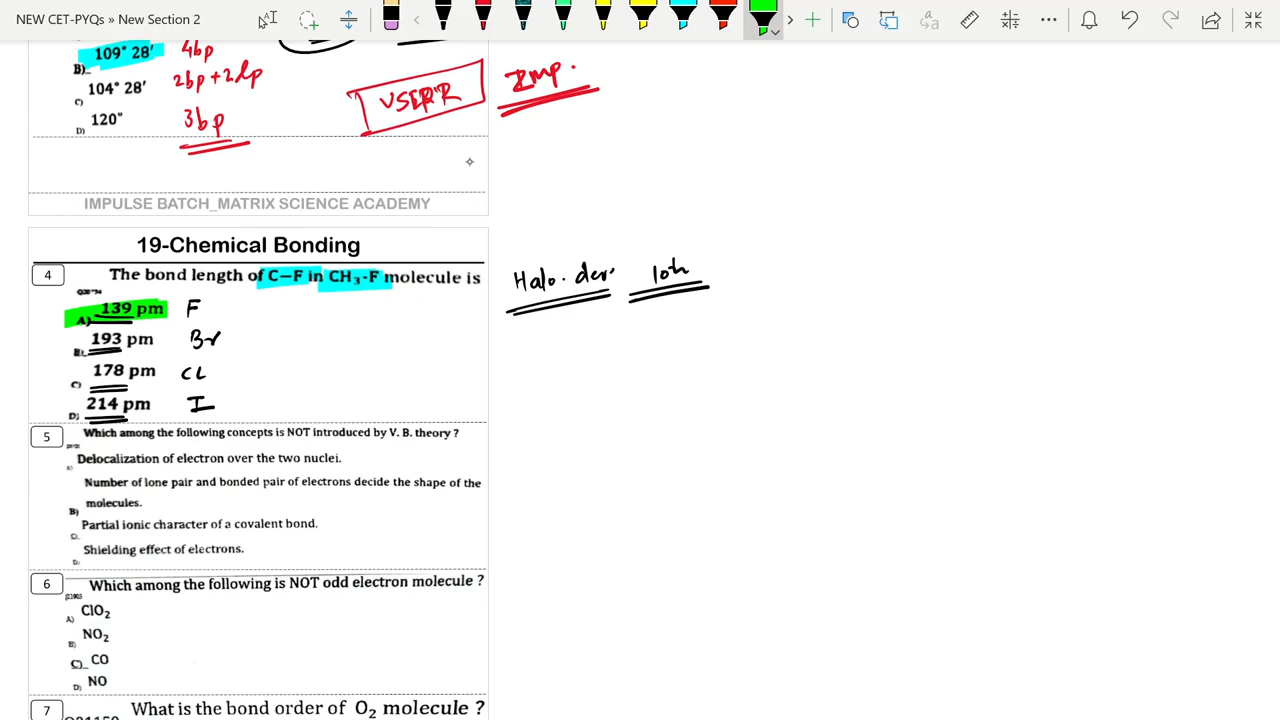 NEW CET-PYQs » New Section 2
B) 109° 28' 4bp
C) 104° 28' 2bp + 2lp
D) 120° 3bp
VSEPR
Imp.
IMPULSE BATCH_MATRIX SCIENCE ACADEMY
19-Chemical Bonding
4 The bond length of C–F in CH₃-F molecule is
Halo. der. 10th
A) 139 pm F
B) 193 pm Br
C) 178 pm CL
D) 214 pm I
5 Which among the following concepts is NOT introduced by V. B. theory ?
A) Delocalization of electron over the two nuclei.
Number of lone pair and bonded pair of electrons decide the shape of the
B) molecules.
C) Partial ionic character of a covalent bond.
D) Shielding effect of electrons.
6 Which among the following is NOT odd electron molecule ?
A) ClO₂
B) NO₂
C) CO
D) NO
7 What is the bond order of O₂ molecule ?